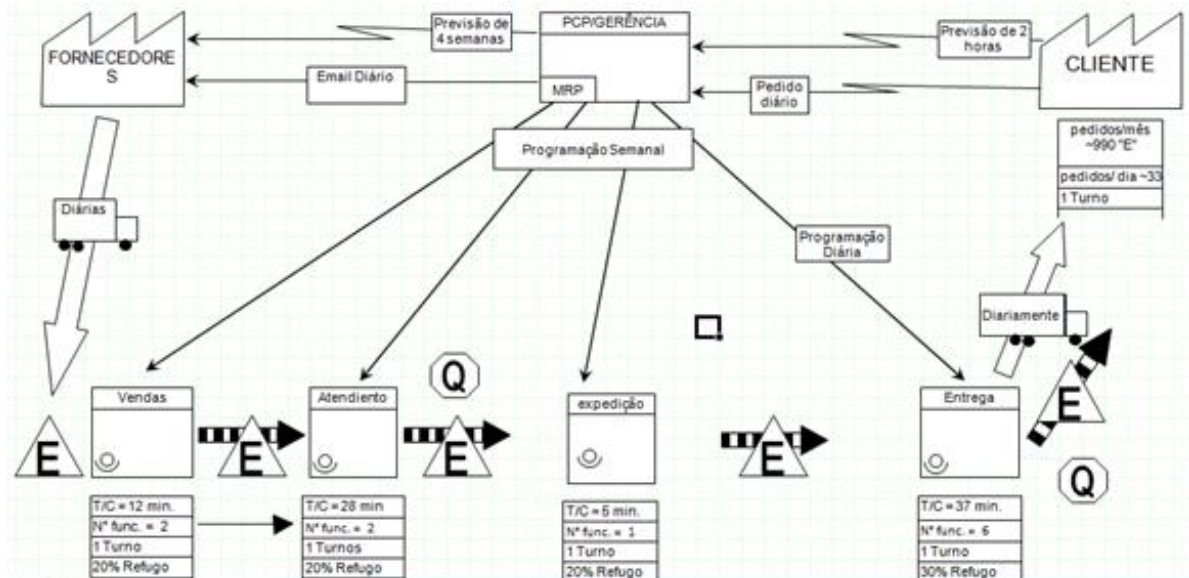 FORNECEDORE
S
Previsão de
4 semanas
Email Diário
PCP/GERÊNCIA
MRP
Previsão de 2
horas
Pedido
diário
CLIENTE
pedidos/mês
~990 "E"
pedidos/ dia ~33
1 Turno
Programação Semanal
Programação
Diária
Diárias
Diariamente
Q
E
Vendas
E
Atendiento
E
expedição
E
Entrega
E
Q
T/C = 12 min.
N° func. = 2
1 Turno
20% Refugo
T/C = 28 min
N° func. = 2
1 Turnos
20% Refugo
T/C = 5 min.
N° func. = 1
1 Turno
20% Refugo
T/C = 37 min.
N° func. = 6
1 Turno
30% Refugo